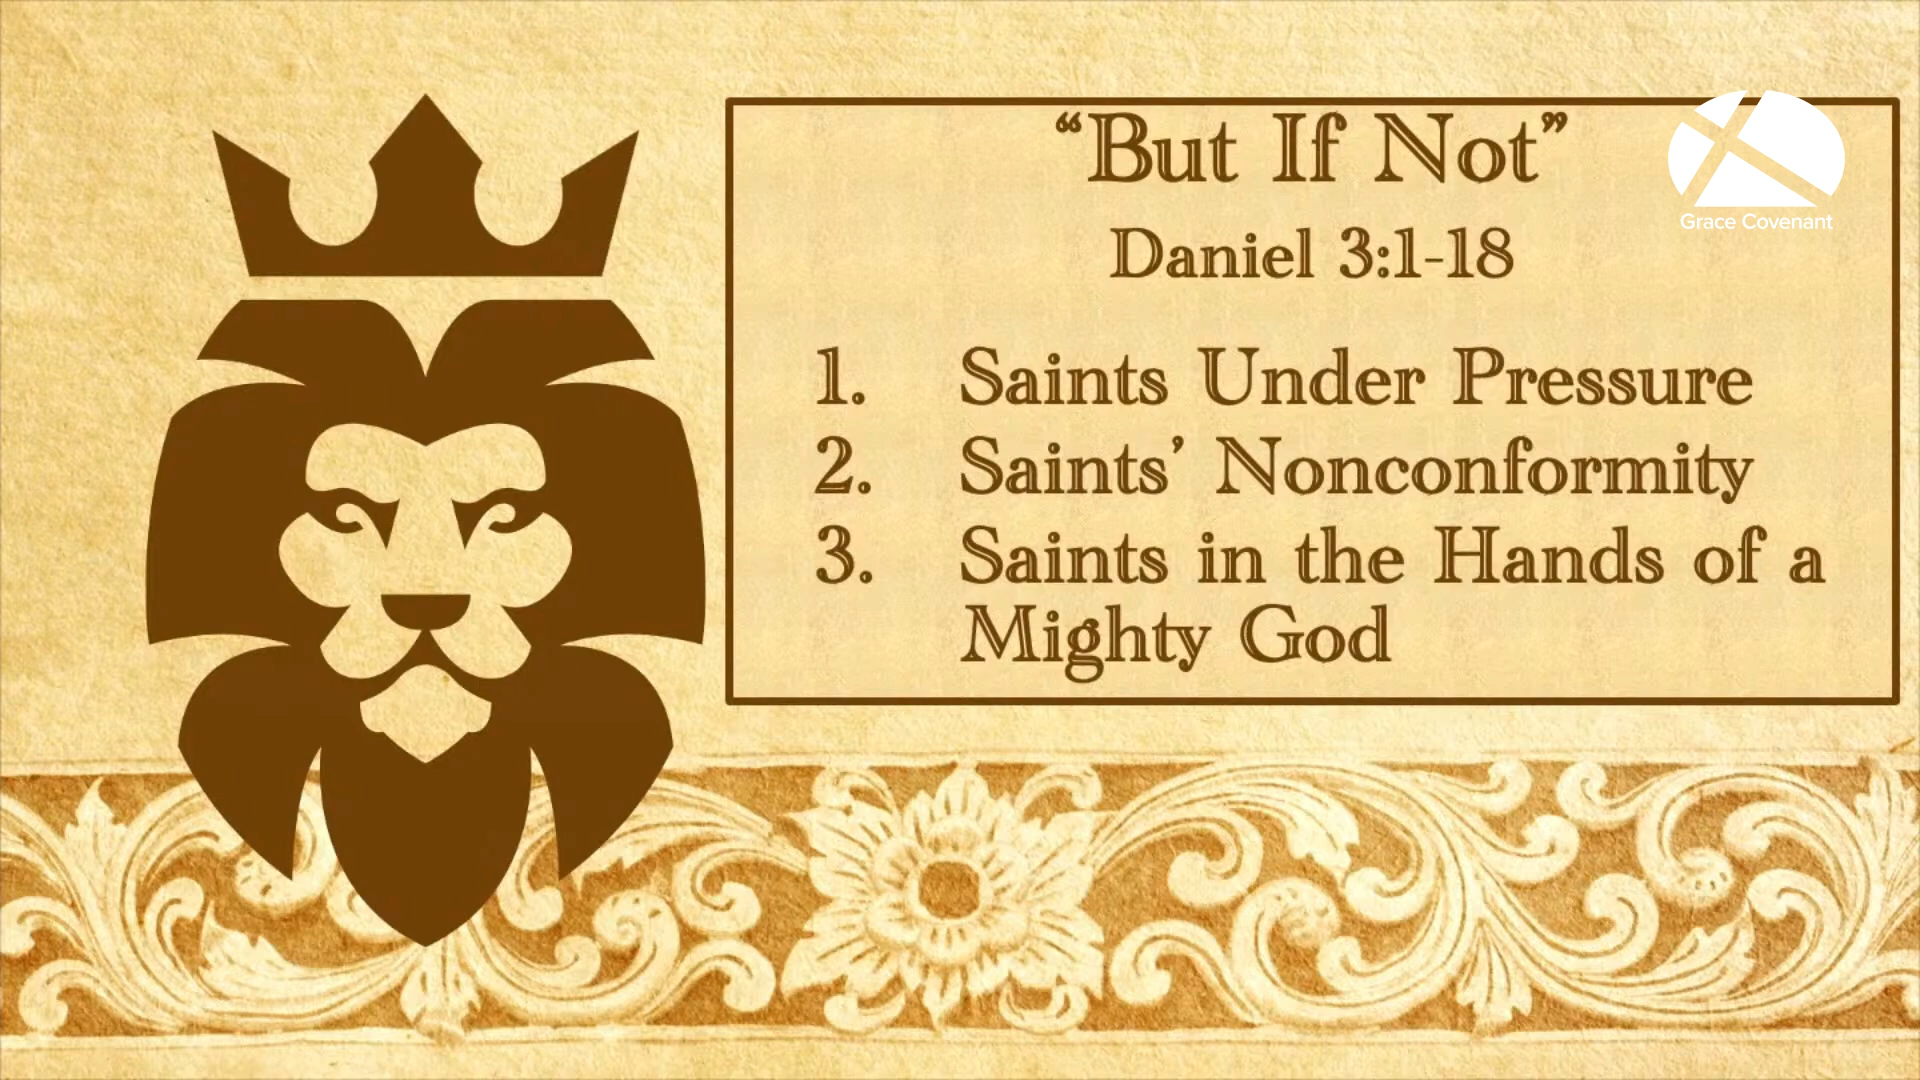 “But If Not”
Grace Covenant
Daniel 3:1-18
1. Saints Under Pressure
2. Saints’ Nonconformity
3. Saints in the Hands of a
Mighty God